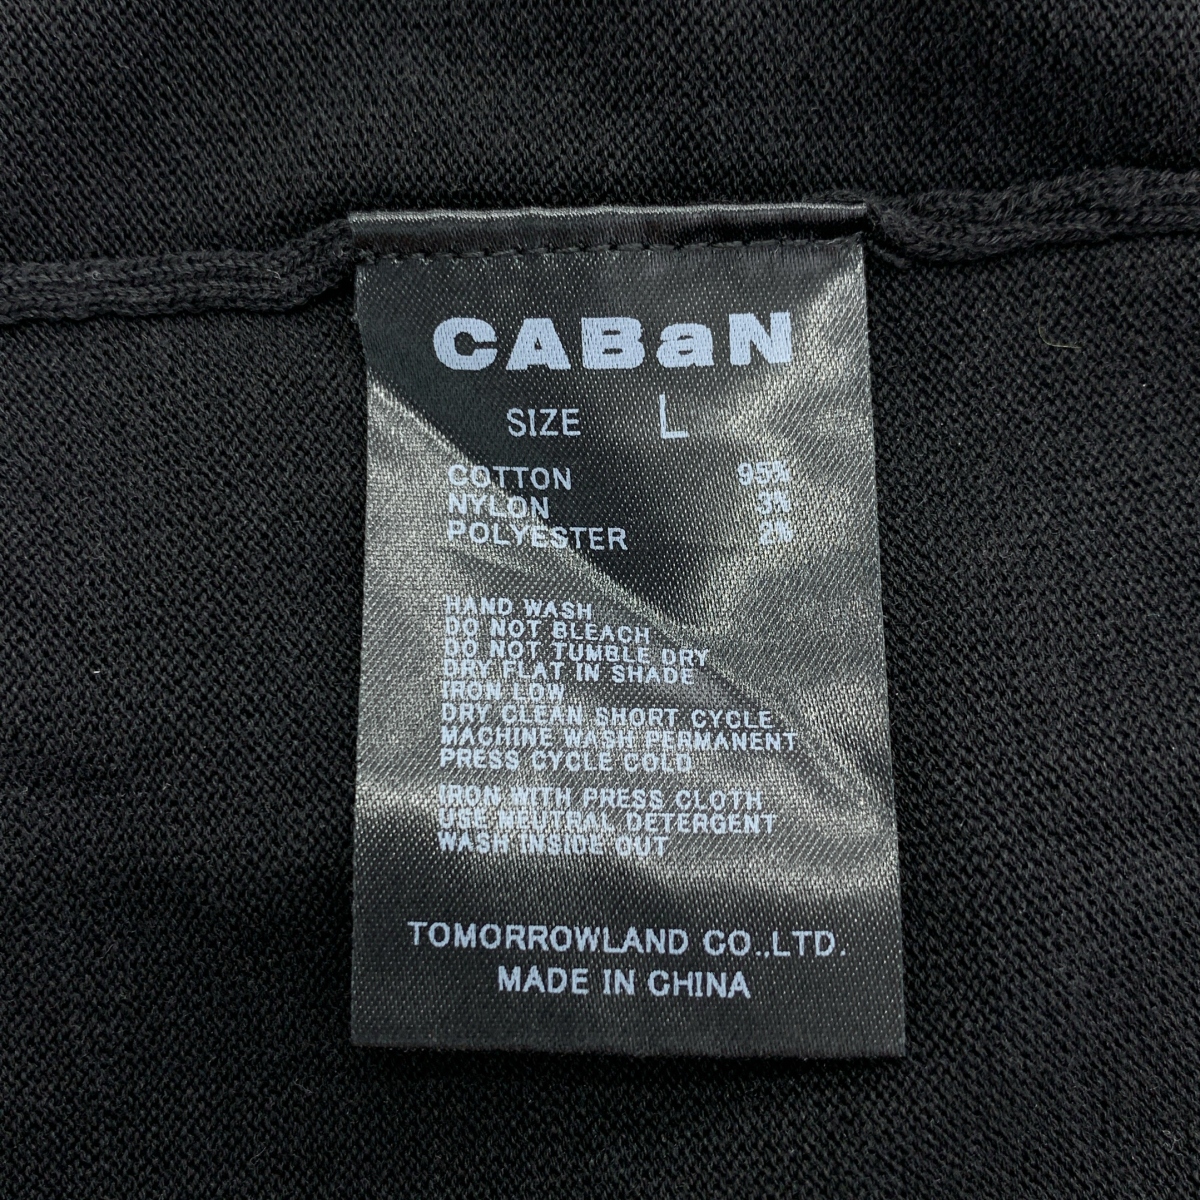 CABaN
SIZE L
COTTON 95%
NYLON 3%
POLYESTER 2%
HAND WASH
DO NOT BLEACH
DO NOT TUMBLE DRY
DRY FLAT IN SHADE
IRON LOW
DRY CLEAN SHORT CYCLE
MACHINE WASH PERMANENT
PRESS CYCLE COLD
IRON WITH PRESS CLOTH
USE NEUTRAL DETERGENT
WASH INSIDE OUT
TOMORROWLAND CO.,LTD.
MADE IN CHINA